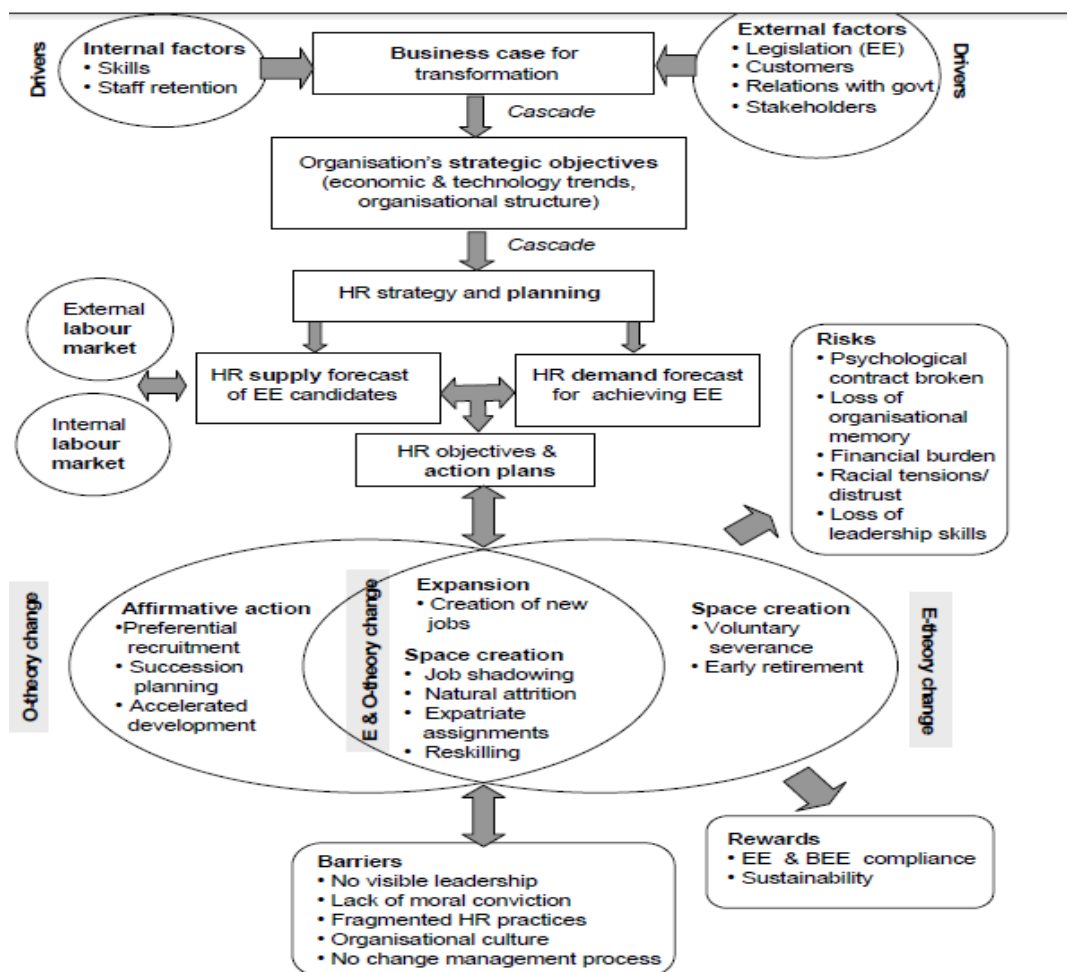 Drivers
Internal factors
• Skills
• Staff retention
Business case for
transformation
External factors
• Legislation (EE)
• Customers
• Relations with govt
• Stakeholders
Drivers
Cascade
Organisation's strategic objectives
(economic & technology trends,
organisational structure)
Cascade
HR strategy and planning
External
labour
market
Internal
labour
market
HR supply forecast
of EE candidates
HR demand forecast
for achieving EE
HR objectives &
action plans
Risks
• Psychological
contract broken
• Loss of
organisational
memory
• Financial burden
• Racial tensions/
distrust
• Loss of
leadership skills
O-theory change
Affirmative action
•Preferential
recruitment
• Succession
planning
• Accelerated
development
E & O-theory change
Expansion
• Creation of new
jobs
Space creation
• Job shadowing
• Natural attrition
• Expatriate
assignments
• Reskilling
Space creation
• Voluntary
severance
• Early retirement
E-theory change
Barriers
• No visible leadership
• Lack of moral conviction
• Fragmented HR practices
• Organisational culture
• No change management process
Rewards
• EE & BEE compliance
• Sustainability